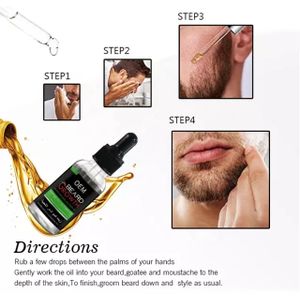 STEP1
STEP2
STEP3
STEP4
OEM
BEARD
GROWTH
Directions
Rub a few drops between the palms of your hands
Gently work the oil into your beard,goatee and moustache to the
depth of the skin,To finish,groom beard down and style as usual.